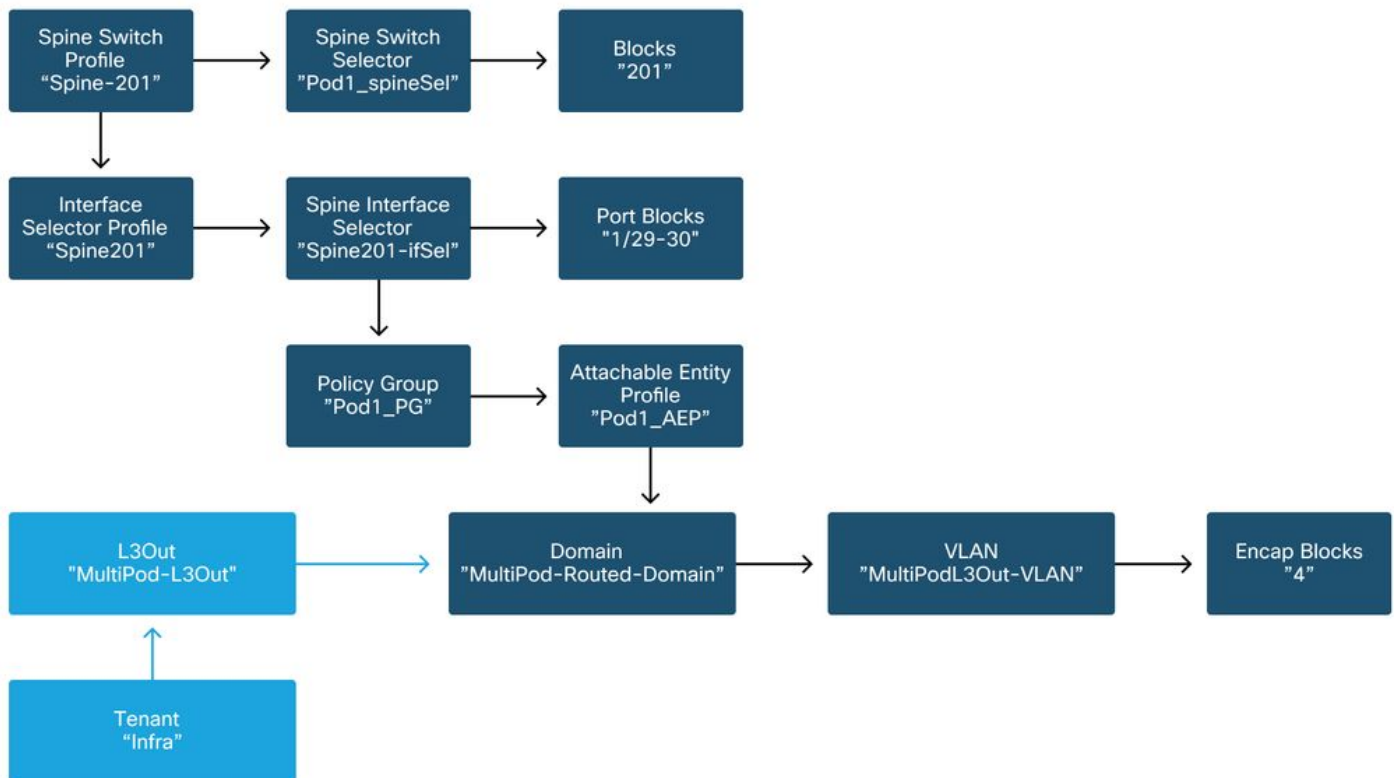 Spine Switch
Profile
“Spine-201”
Spine Switch
Selector
”Pod1_spineSel”
Blocks
”201”
Interface
Selector Profile
“Spine201”
Spine Interface
Selector
”Spine201-ifSel”
Port Blocks
"1/29-30"
Policy Group
”Pod1_PG”
Attachable Entity
Profile
”Pod1_AEP”
L3Out
"MultiPod-L3Out"
Domain
”MultiPod-Routed-Domain”
VLAN
”MultiPodL3Out-VLAN”
Encap Blocks
”4”
Tenant
“Infra”